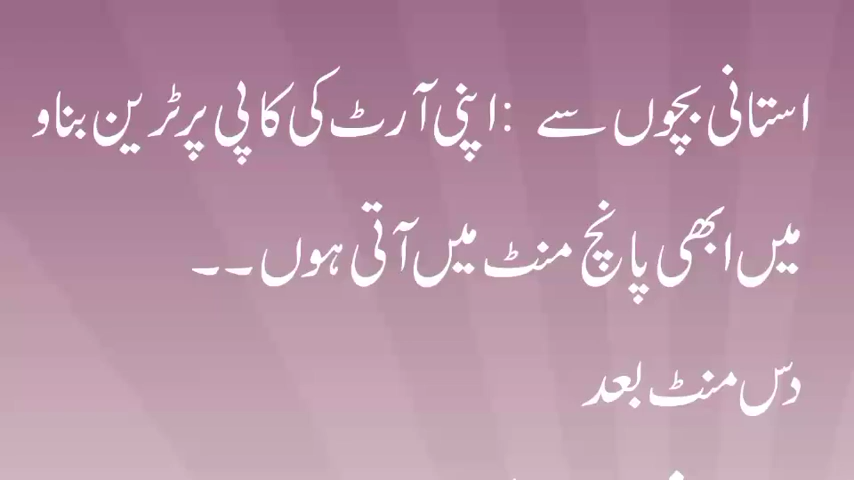 استانی بچوں سے :اپنی آرٹ کی کاپی پر ٹرین بناو
میں ابھی پانچ منٹ میں آتی ہوں۔۔
دس منٹ بعد